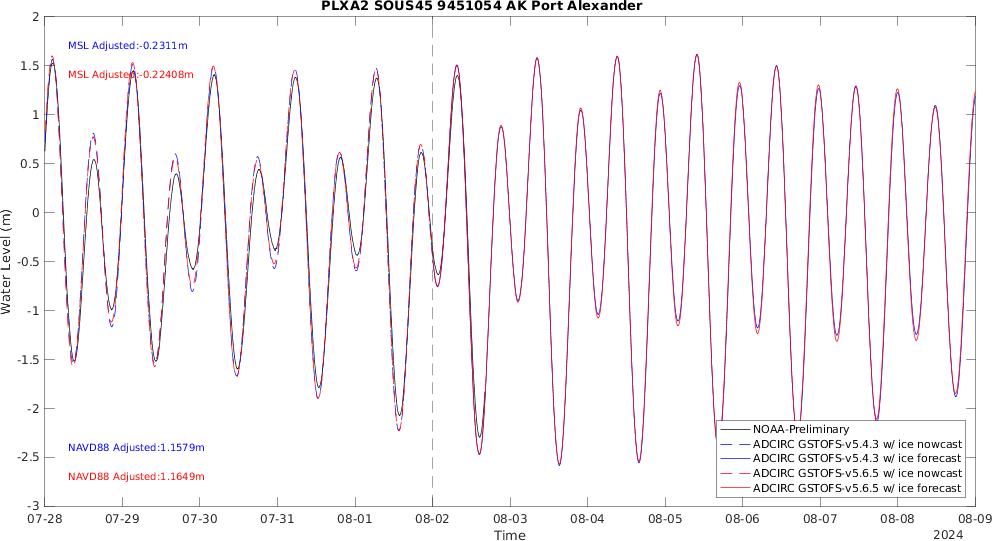 PLXA2 SOUS45 9451054 AK Port Alexander
2
1.5
1
0.5
0
-0.5
-1
-1.5
-2
-2.5
-3
Water Level (m)
MSL Adjusted:-0.2311m
MSL Adjusted:-0.22408m
NAVD88 Adjusted:1.1579m
NAVD88 Adjusted:1.1649m
NOAA-Preliminary
ADCIRC GSTOFS-v5.4.3 w/ ice nowcast
ADCIRC GSTOFS-v5.4.3 w/ ice forecast
ADCIRC GSTOFS-v5.6.5 w/ ice nowcast
ADCIRC GSTOFS-v5.6.5 w/ ice forecast
07-28 07-29 07-30 07-31 08-01 08-02 08-03 08-04 08-05 08-06 08-07 08-08 08-09
Time
2024